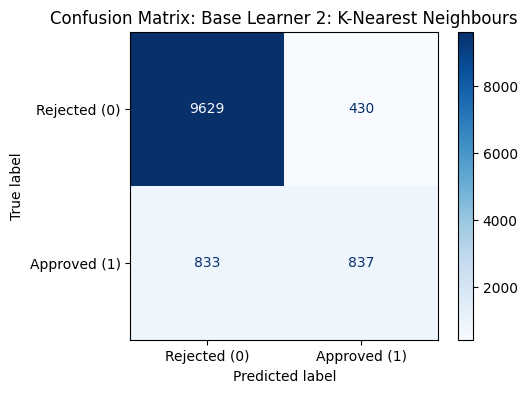 Confusion Matrix: Base Learner 2: K-Nearest Neighbours
True label
Rejected (0)
Approved (1)
9629
430
833
837
Rejected (0)
Approved (1)
Predicted label
8000
6000
4000
2000